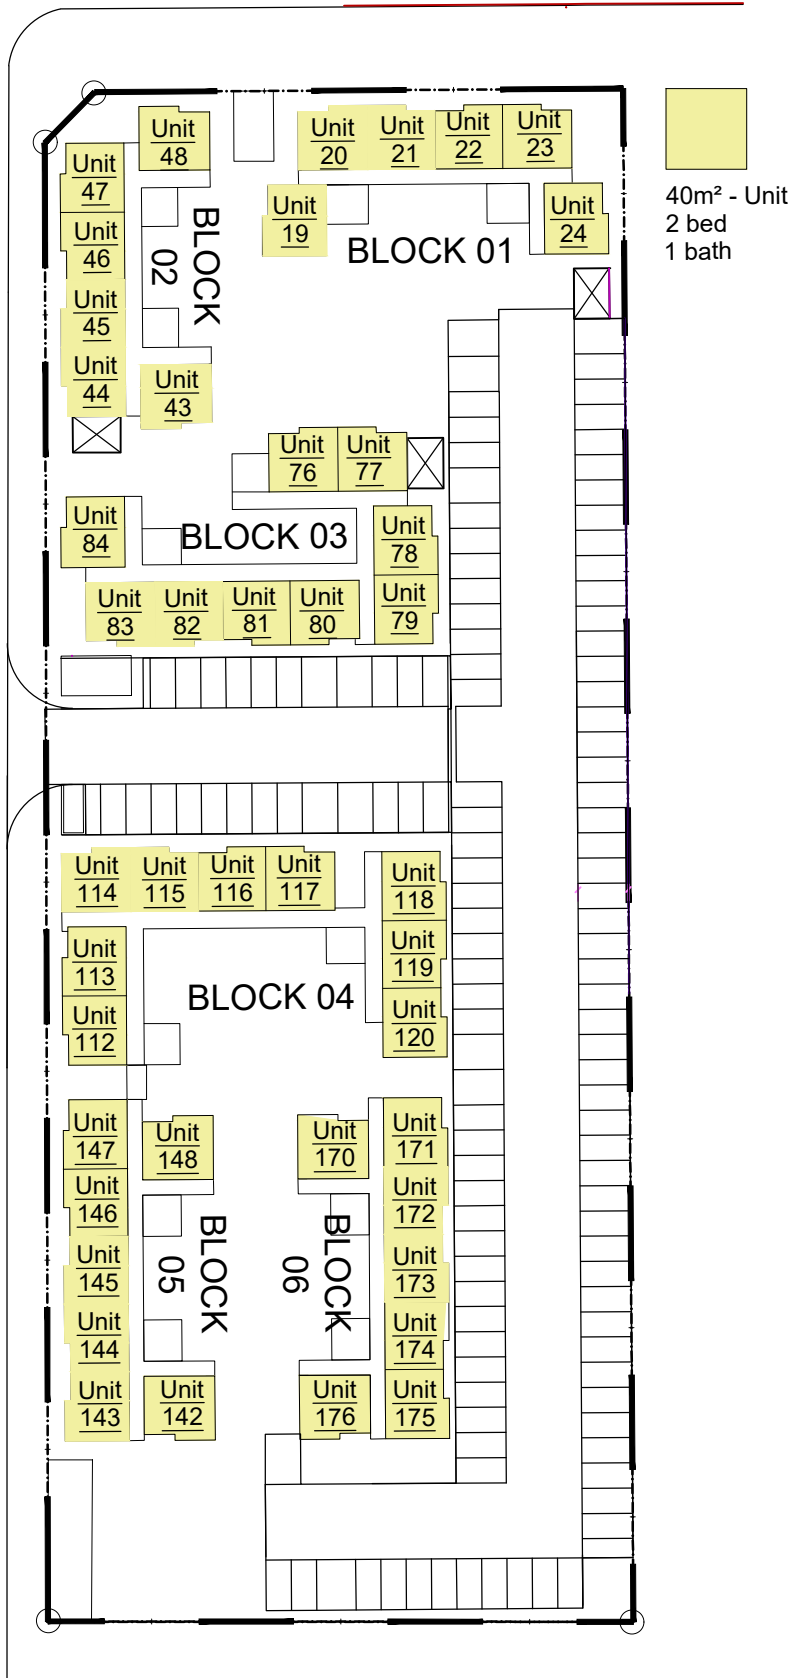 Unit
48
Unit
20
Unit
21
Unit
22
Unit
23
Unit
47
Unit
19
Unit
24
40m² - Unit
2 bed
1 bath
Unit
46
BLOCK
02
BLOCK 01
Unit
45
Unit
44
Unit
43
Unit
76
Unit
77
Unit
84
BLOCK 03
Unit
78
Unit
83
Unit
82
Unit
81
Unit
80
Unit
79
Unit
114
Unit
115
Unit
116
Unit
117
Unit
118
Unit
113
Unit
119
BLOCK 04
Unit
112
Unit
120
Unit
147
Unit
148
Unit
170
Unit
171
Unit
146
Unit
172
BLOCK
05
BLOCK
06
Unit
145
Unit
173
Unit
144
Unit
174
Unit
143
Unit
142
Unit
176
Unit
175